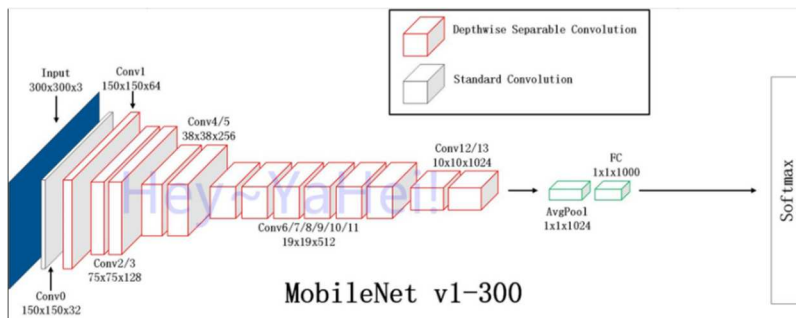 Depthwise Separable Convolution
Standard Convolution
Input
300x300x3
Conv1
150x150x64
Conv4/5
38x38x256
Conv12/13
10x10x1024
FC
1x1x1000
Softmax
Hey~YaHei!
AvgPool
1x1x1024
Conv6/7/8/9/10/11
19x19x512
Conv2/3
75x75x128
Conv0
150x150x32
MobileNet v1-300